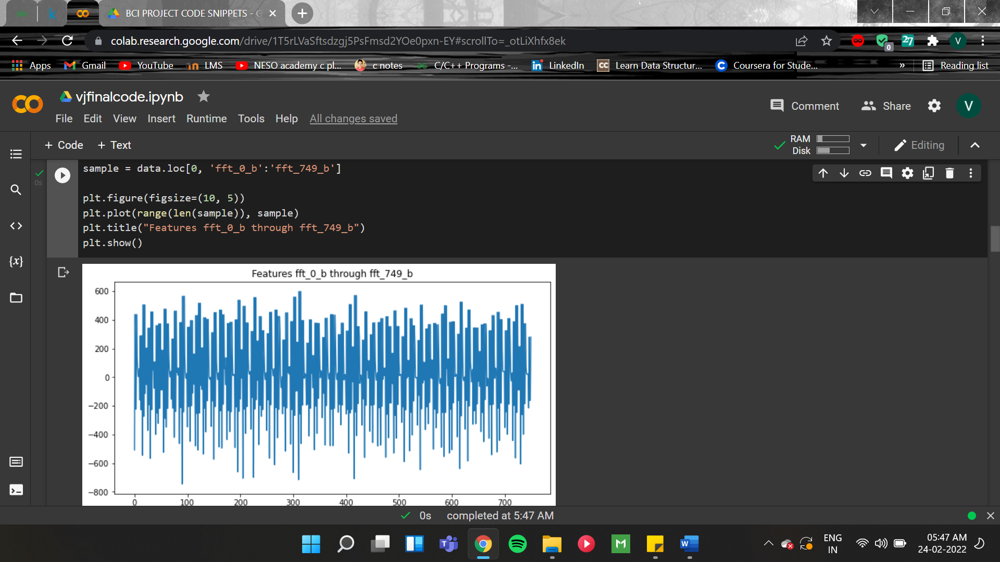 BCI PROJECT CODE SNIPPETS - G
colab.research.google.com/drive/1T5rLVaSftsdzgj5PsFmsd2YOe0pxn-EY#scrollTo=_otLiXhfx8ek
0
27
V
Apps
Gmail
YouTube
LMS
NESO academy c pl...
c notes
C/C++ Programs -...
LinkedIn
CC
Learn Data Structur...
Coursera for Stude...
»
Reading list
vjfinalcode.ipynb
Comment
Share
V
File Edit View Insert Runtime Tools Help All changes saved
+ Code + Text
RAM
Disk
Editing
0s
sample = data.loc[0, 'fft_0_b':'fft_749_b']
plt.figure(figsize=(10, 5))
plt.plot(range(len(sample)), sample)
plt.title("Features fft_0_b through fft_749_b")
plt.show()
{x}
Features fft_0_b through fft_749_b
600
400
200
0
−200
−400
−600
−800
0 100 200 300 400 500 600 700
0s completed at 5:47 AM
ENG
IN
05:47 AM
24-02-2022